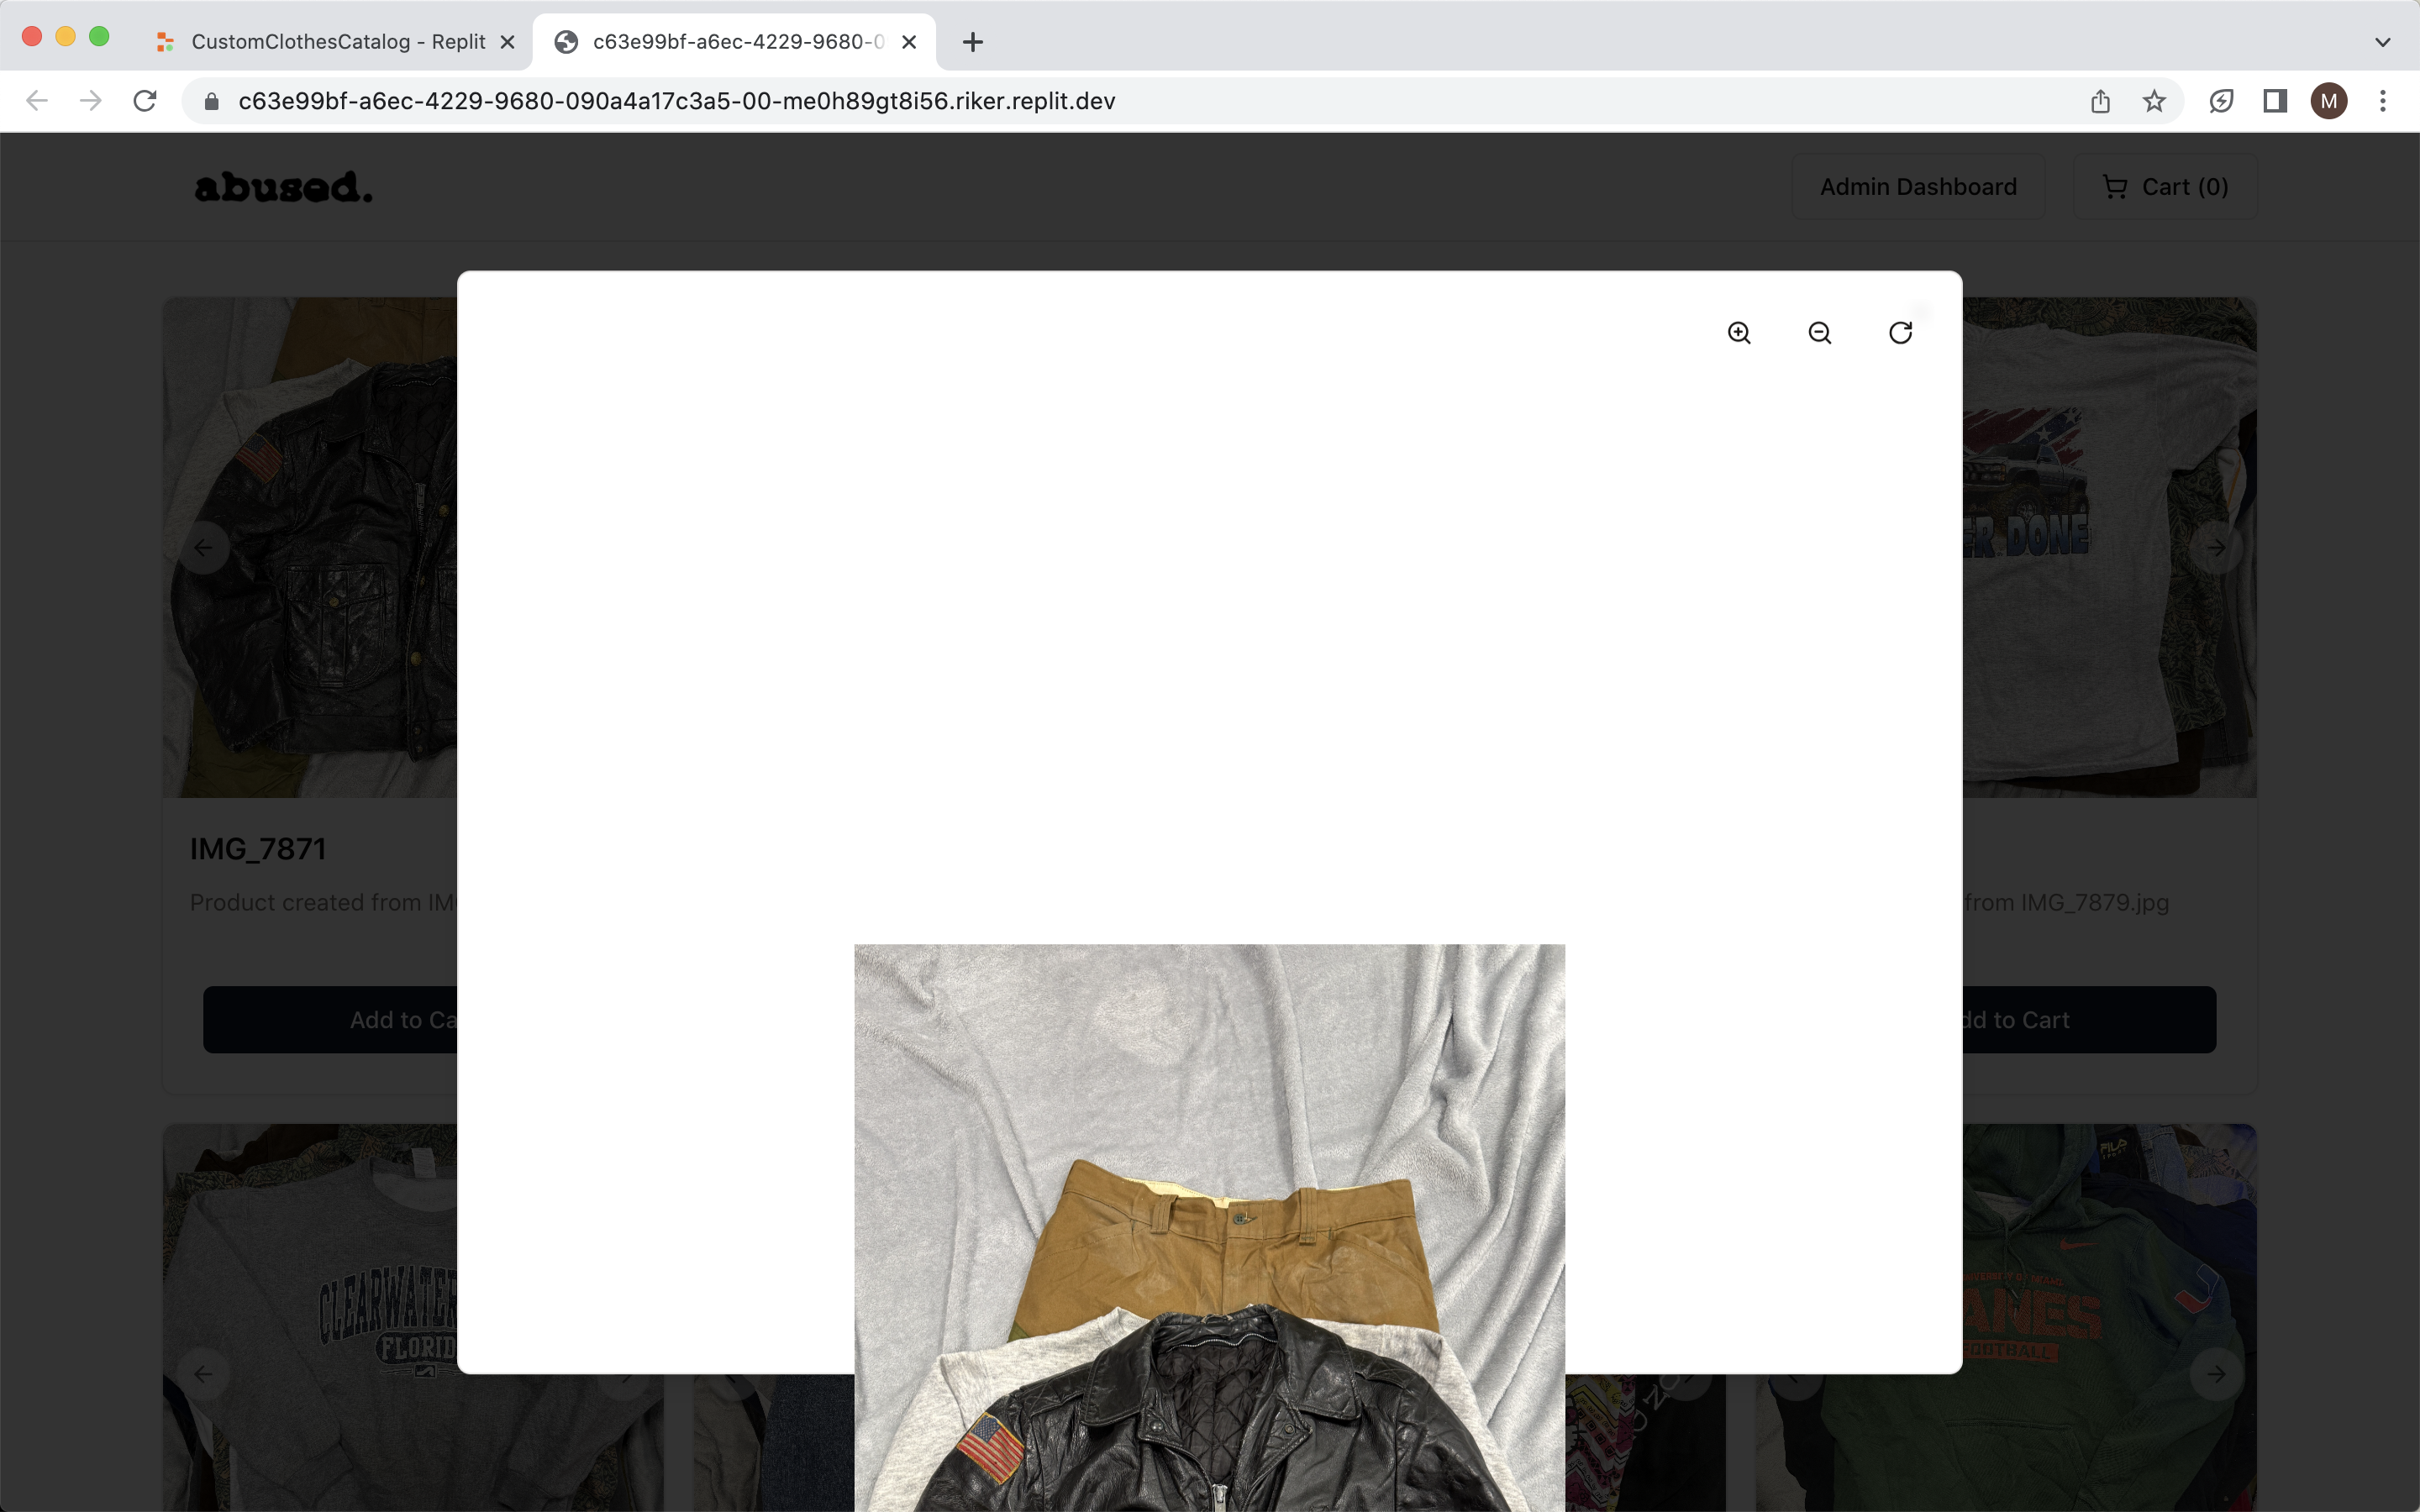 CustomClothesCatalog - Replit
c63e99bf-a6ec-4229-9680-0
c63e99bf-a6ec-4229-9680-090a4a17c3a5-00-me0h89gt8i56.riker.replit.dev
M
abused.
Admin Dashboard
Cart (0)
ER DONE
IMG_7871
Product created from IM
from IMG_7879.jpg
Add to Ca
dd to Cart
CLEARWATER
FLORID
FILA
ANES
FOOTBALL